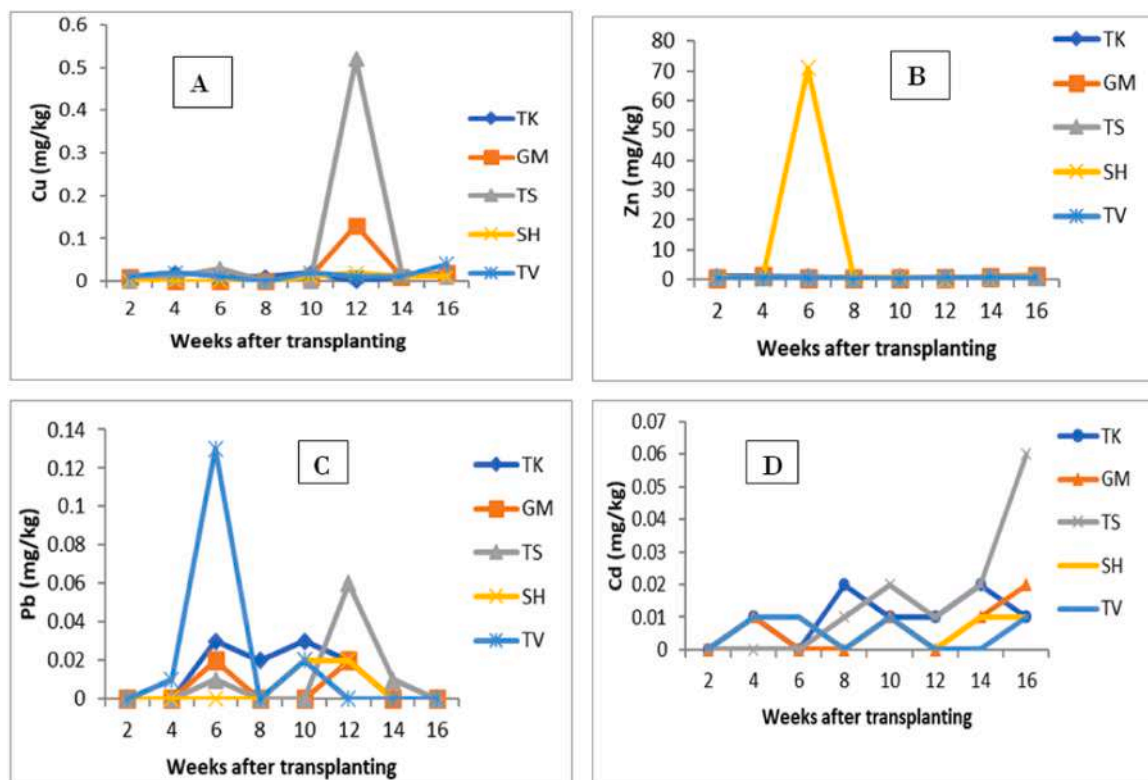 A
Cu (mg/kg)
0.6
0.5
0.4
0.3
0.2
0.1
0
2 4 6 8 10 12 14 16
Weeks after transplanting
TK
GM
TS
SH
TV
B
Zn (mg/kg)
80
70
60
50
40
30
20
10
0
2 4 6 8 10 12 14 16
Weeks after transplanting
TK
GM
TS
SH
TV
C
Pb (mg/kg)
0.14
0.12
0.10
0.08
0.06
0.04
0.02
0
2 4 6 8 10 12 14 16
Weeks after transplanting
TK
GM
TS
SH
TV
D
Cd (mg/kg)
0.07
0.06
0.05
0.04
0.03
0.02
0.01
0
2 4 6 8 10 12 14 16
Weeks after transplanting
TK
GM
TS
SH
TV